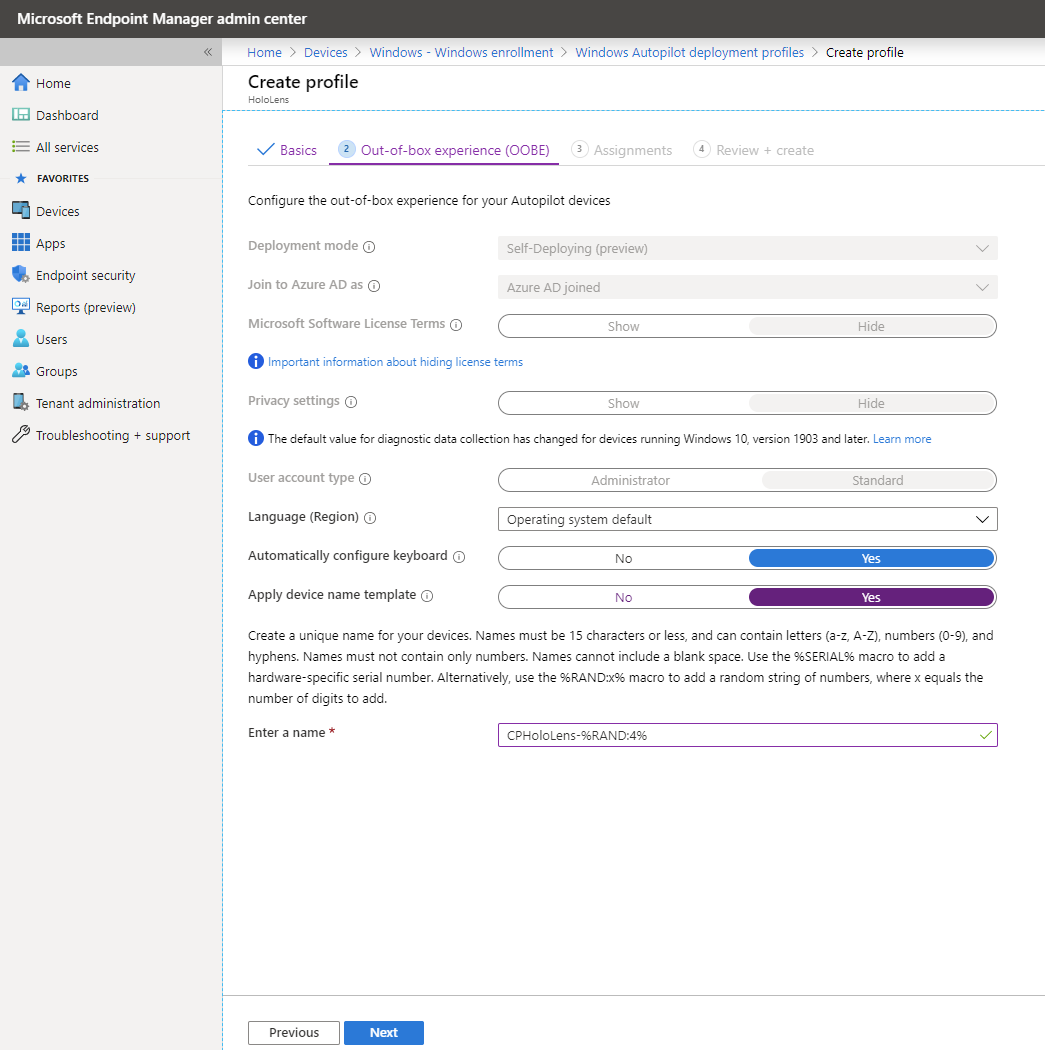 Microsoft Endpoint Manager admin center
«
Home > Devices > Windows - Windows enrollment > Windows Autopilot deployment profiles > Create profile
Create profile
HoloLens
Home
Dashboard
All services
FAVORITES
Devices
Apps
Endpoint security
Reports (preview)
Users
Groups
Tenant administration
Troubleshooting + support
Basics 2 Out-of-box experience (OOBE) 3 Assignments 4 Review + create
Configure the out-of-box experience for your Autopilot devices
Deployment mode Self-Deploying (preview)
Join to Azure AD as Azure AD joined
Microsoft Software License Terms Show Hide
Important information about hiding license terms
Privacy settings Show Hide
The default value for diagnostic data collection has changed for devices running Windows 10, version 1903 and later. Learn more
User account type Administrator Standard
Language (Region) Operating system default
Automatically configure keyboard No Yes
Apply device name template No Yes
Create a unique name for your devices. Names must be 15 characters or less, and can contain letters (a-z, A-Z), numbers (0-9), and
hyphens. Names must not contain only numbers. Names cannot include a blank space. Use the %SERIAL% macro to add a
hardware-specific serial number. Alternatively, use the %RAND:x% macro to add a random string of numbers, where x equals the
number of digits to add.
Enter a name * CPHoloLens-%RAND:4%
Previous Next